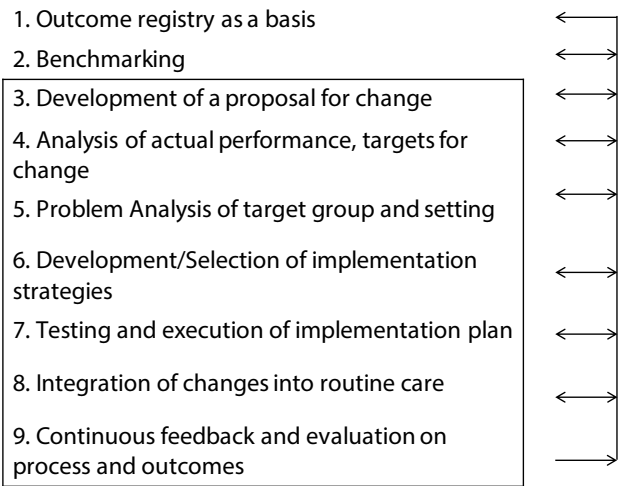 1. Outcome registry as a basis
2. Benchmarking
3. Development of a proposal for change
4. Analysis of actual performance, targets for
change
5. Problem Analysis of target group and setting
6. Development/Selection of implementation
strategies
7. Testing and execution of implementation plan
8. Integration of changes into routine care
9. Continuous feedback and evaluation on
process and outcomes